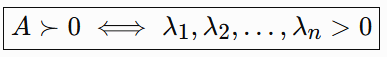 A ≻ 0 ⟺ λ₁, λ₂, …, λₙ > 0